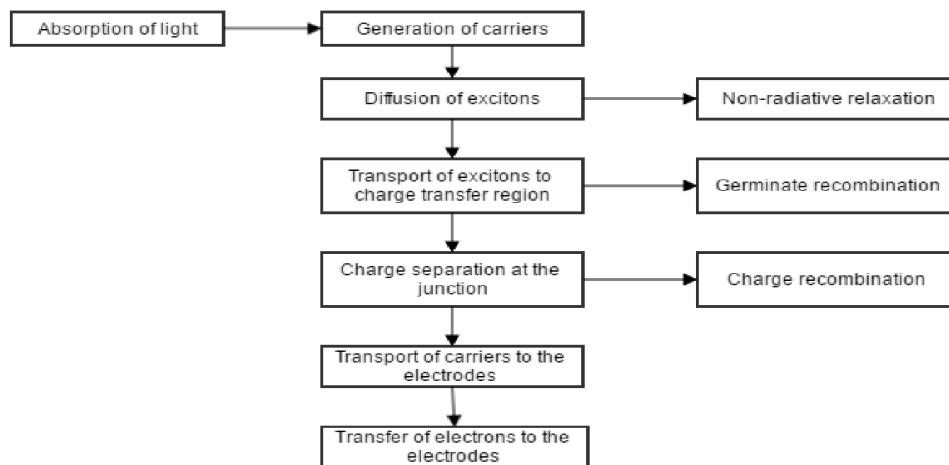 Absorption of light
Generation of carriers
Diffusion of excitons
Non-radiative relaxation
Transport of excitons to
charge transfer region
Germinate recombination
Charge separation at the
junction
Charge recombination
Transport of carriers to the
electrodes
Transfer of electrons to the
electrodes